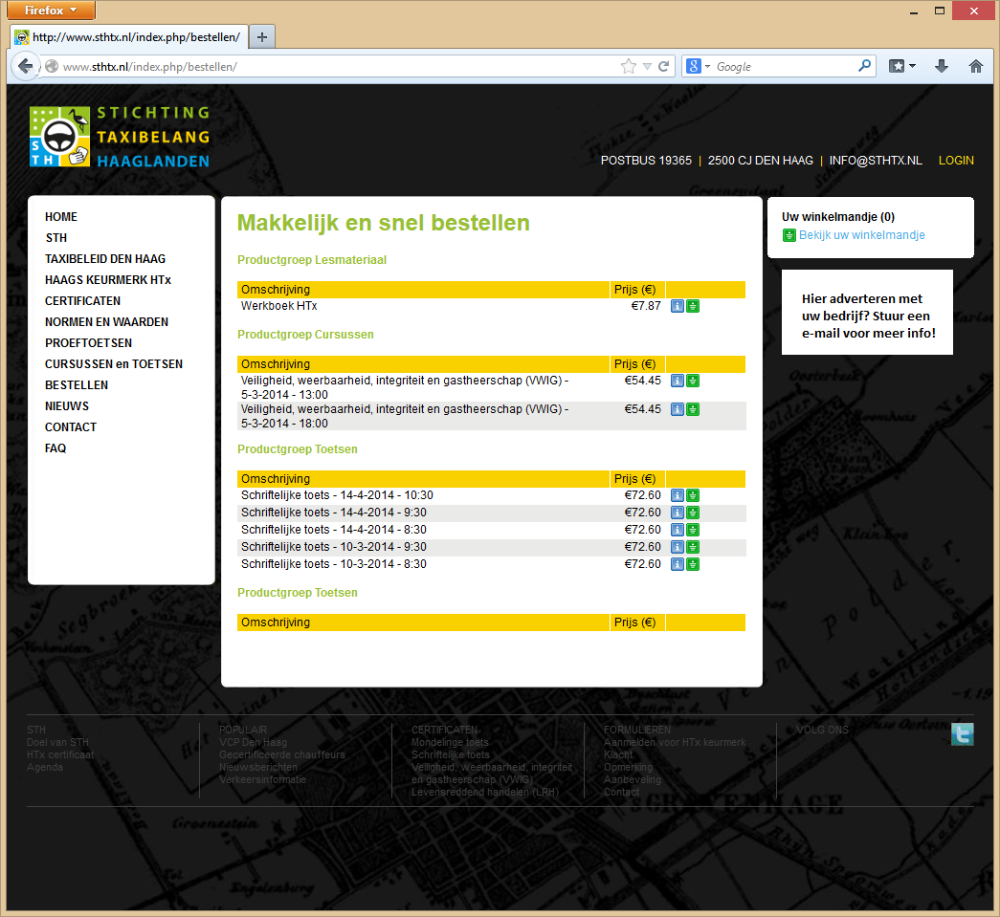 Firefox
http://www.sthtx.nl/index.php/bestellen/
www.sthtx.nl/index.php/bestellen/
Google
STICHTING
TAXIBELANG
HAAGLANDEN
STH
POSTBUS 19365 | 2500 CJ DEN HAAG | INFO@STHTX.NL LOGIN
HOME
STH
TAXIBELEID DEN HAAG
HAAGS KEURMERK HTx
CERTIFICATEN
NORMEN EN WAARDEN
PROEFTOETSEN
CURSUSSEN en TOETSEN
BESTELLEN
NIEUWS
CONTACT
FAQ
Makkelijk en snel bestellen
Productgroep Lesmateriaal
Omschrijving Prijs (€)
Werkboek HTx €7.87
Productgroep Cursussen
Omschrijving Prijs (€)
Veiligheid, weerbaarheid, integriteit en gastheerschap (VWIG) - €54.45
5-3-2014 - 13:00
Veiligheid, weerbaarheid, integriteit en gastheerschap (VWIG) - €54.45
5-3-2014 - 18:00
Productgroep Toetsen
Omschrijving Prijs (€)
Schriftelijke toets - 14-4-2014 - 10:30 €72.60
Schriftelijke toets - 14-4-2014 - 9:30 €72.60
Schriftelijke toets - 14-4-2014 - 8:30 €72.60
Schriftelijke toets - 10-3-2014 - 9:30 €72.60
Schriftelijke toets - 10-3-2014 - 8:30 €72.60
Productgroep Toetsen
Omschrijving Prijs (€)
Uw winkelmandje (0)
Bekijk uw winkelmandje
Hier adverteren met
uw bedrijf? Stuur een
e-mail voor meer info!
STH
Doel van STH
HTx certificaat
Agenda
POPULAIR
VCP Den Haag
Gecertificeerde chauffeurs
Nieuwsberichten
Verkeersinformatie
CERTIFICATEN
Mondelinge toets
Schriftelijke toets
Veiligheid, weerbaarheid, integriteit
en gastheerschap (VWIG)
Levensreddend handelen (LRH)
FORMULIEREN
Aanmelden voor HTx keurmerk
Klacht
Opmerking
Aanbeveling
Contact
VOLG ONS
Groenestein
Engelenburg